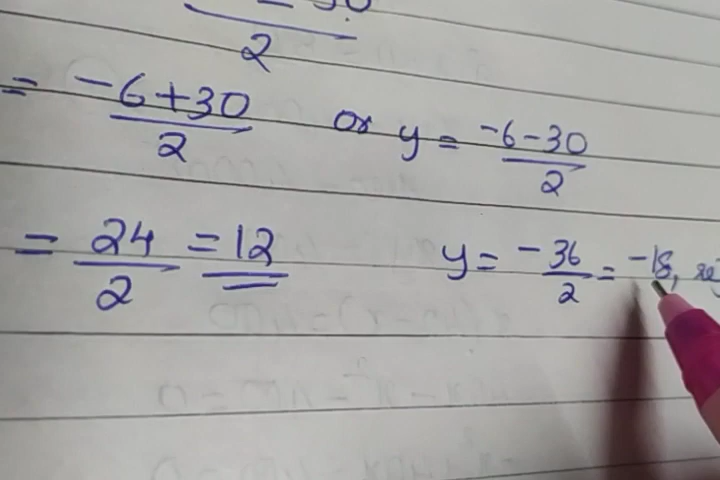 2
= -6+30/2 or y = -6-30/2
= 24/2 = 12 y = -36/2 = -18,